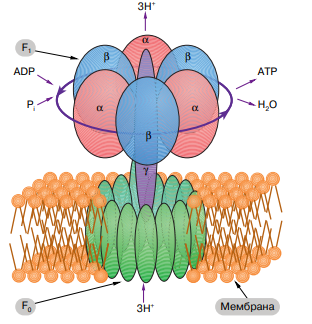 3H⁺
α
F₁
β
β
ADP
ATP
α
α
Pᵢ
H₂O
β
γ
F₀
3H⁺
Мембрана